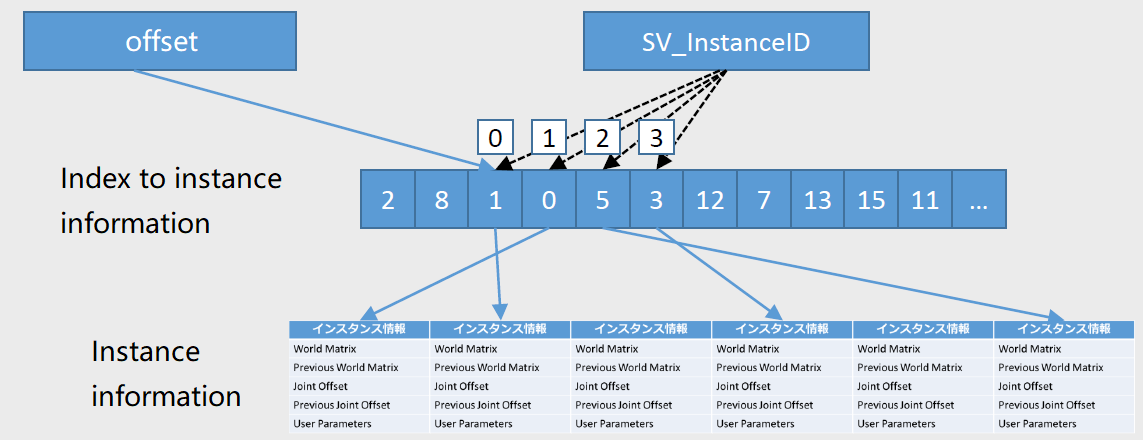 offset
SV_InstanceID
0 1 2 3
Index to instance
information
2 8 1 0 5 3 12 7 13 15 11 ...
Instance
information
インスタンス情報 インスタンス情報 インスタンス情報 インスタンス情報 インスタンス情報 インスタンス情報
World Matrix World Matrix World Matrix World Matrix World Matrix World Matrix
Previous World Matrix Previous World Matrix Previous World Matrix Previous World Matrix Previous World Matrix Previous World Matrix
Joint Offset Joint Offset Joint Offset Joint Offset Joint Offset Joint Offset
Previous Joint Offset Previous Joint Offset Previous Joint Offset Previous Joint Offset Previous Joint Offset Previous Joint Offset
User Parameters User Parameters User Parameters User Parameters User Parameters User Parameters